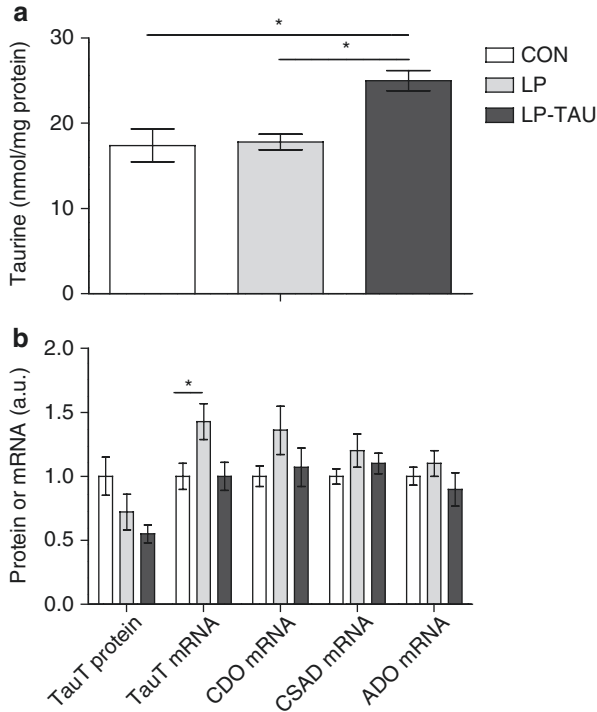 a
*
*
30
20
10
0
Taurine (nmol/mg protein)
CON
LP
LP-TAU
b
2.0
1.5
1.0
0.5
0.0
Protein or mRNA (a.u.)
*
TauT protein
TauT mRNA
CDO mRNA
CSAD mRNA
ADO mRNA